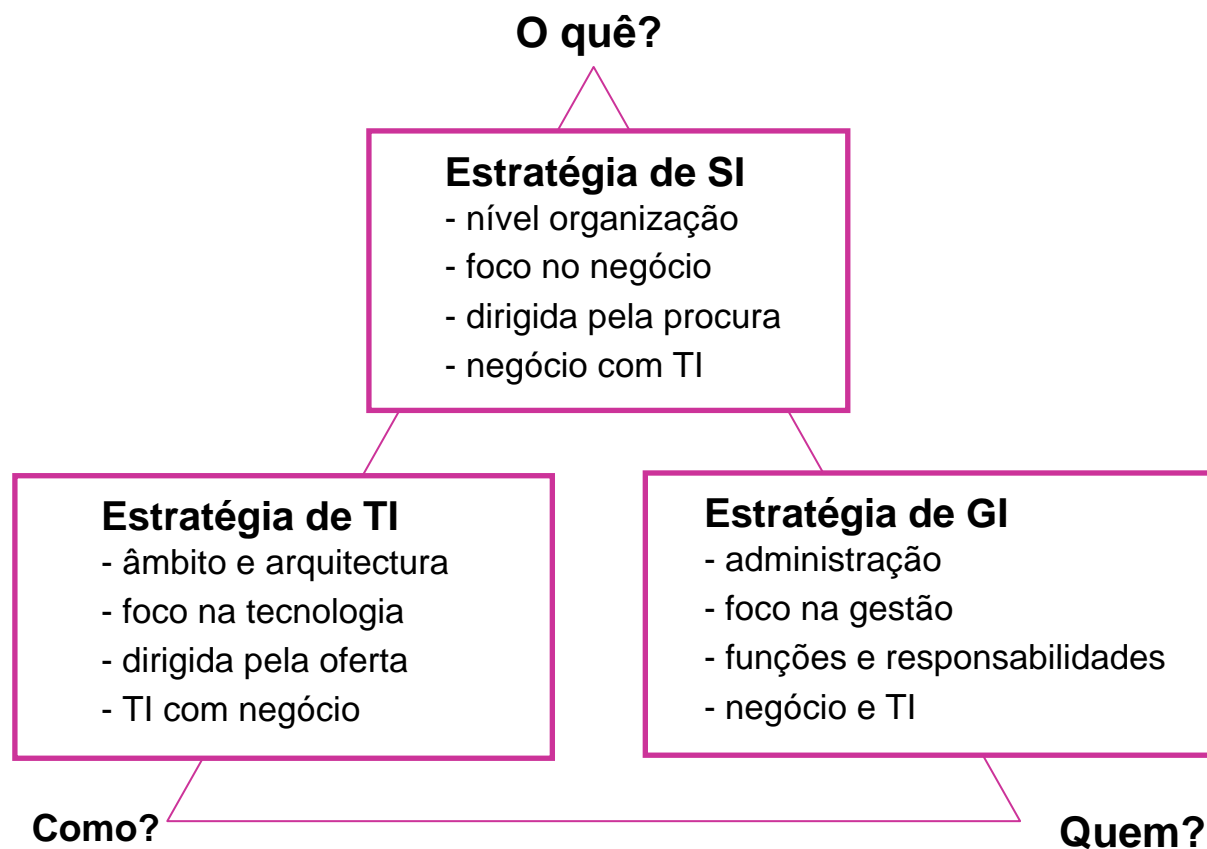 O quê?
Estratégia de SI
- nível organização
- foco no negócio
- dirigida pela procura
- negócio com TI
Estratégia de TI
- âmbito e arquitectura
- foco na tecnologia
- dirigida pela oferta
- TI com negócio
Estratégia de GI
- administração
- foco na gestão
- funções e responsabilidades
- negócio e TI
Como?
Quem?